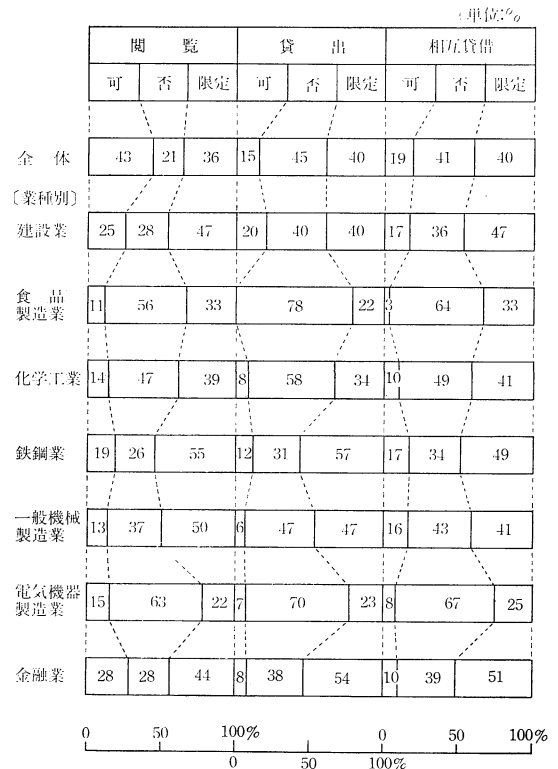 (単位:%
閲覧 貸出 相互貸借
可 否 限定 可 否 限定 可 否 限定
全体 43 21 36 15 45 40 19 41 40
〔業種別〕
建設業 25 28 47 20 40 40 17 36 47
食品
製造業 11 56 33 78 22 3 64 33
化学工業 14 47 39 8 58 34 10 49 41
鉄鋼業 19 26 55 12 31 57 17 34 49
一般機械
製造業 13 37 50 6 47 47 16 43 41
電気機器
製造業 15 63 22 7 70 23 8 67 25
金融業 28 28 44 8 38 54 10 39 51
0 50 100% 0 50 100%
0 50 100%